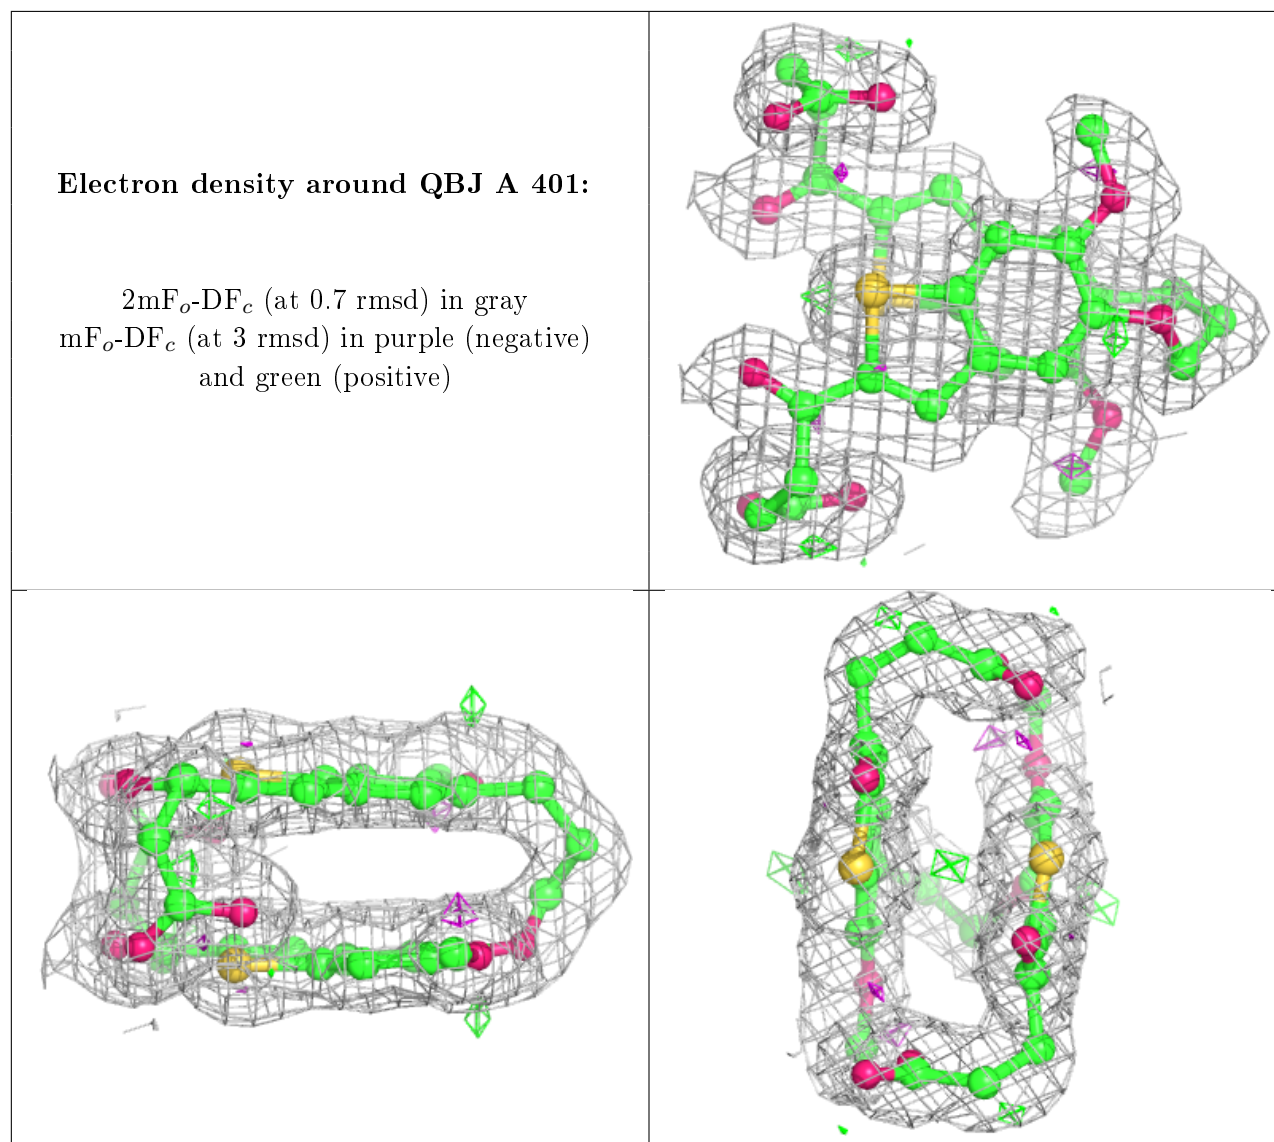 Electron density around QBJ A 401:
2mFo-DFc (at 0.7 rmsd) in gray
mFo-DFc (at 3 rmsd) in purple (negative)
and green (positive)